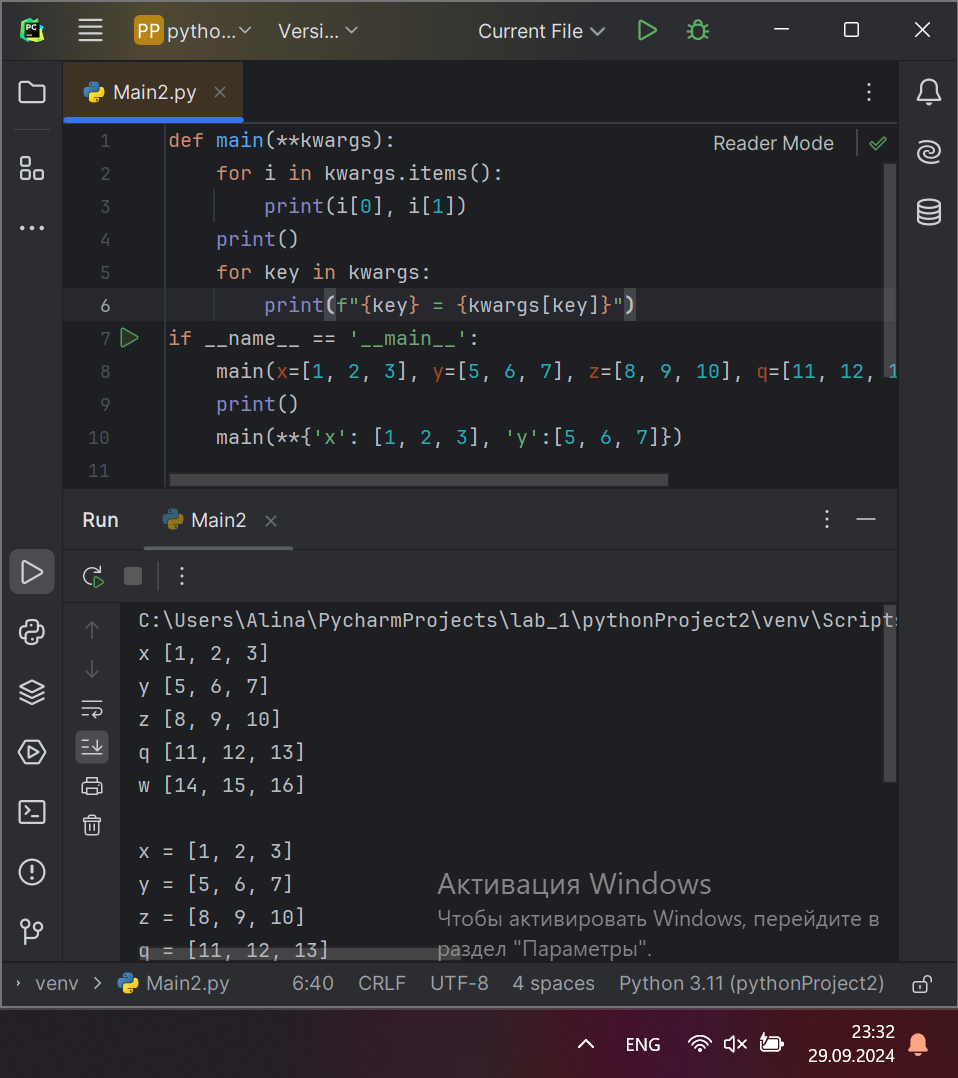 PC
PP pytho... Versi... Current File
Main2.py
Reader Mode
1 def main(**kwargs):
2 for i in kwargs.items():
3 print(i[0], i[1])
4 print()
5 for key in kwargs:
6 print(f"{key} = {kwargs[key]}")
7 if __name__ == '__main__':
8 main(x=[1, 2, 3], y=[5, 6, 7], z=[8, 9, 10], q=[11, 12, 1
9 print()
10 main(**{'x': [1, 2, 3], 'y':[5, 6, 7]})
11
Run Main2
C:\Users\Alina\PycharmProjects\lab_1\pythonProject2\venv\Scripts
x [1, 2, 3]
y [5, 6, 7]
z [8, 9, 10]
q [11, 12, 13]
w [14, 15, 16]
x = [1, 2, 3]
y = [5, 6, 7]
z = [8, 9, 10]
q = [11, 12, 13]
Активация Windows
Чтобы активировать Windows, перейдите в
раздел "Параметры".
venv > Main2.py 6:40 CRLF UTF-8 4 spaces Python 3.11 (pythonProject2)
ENG 23:32
29.09.2024